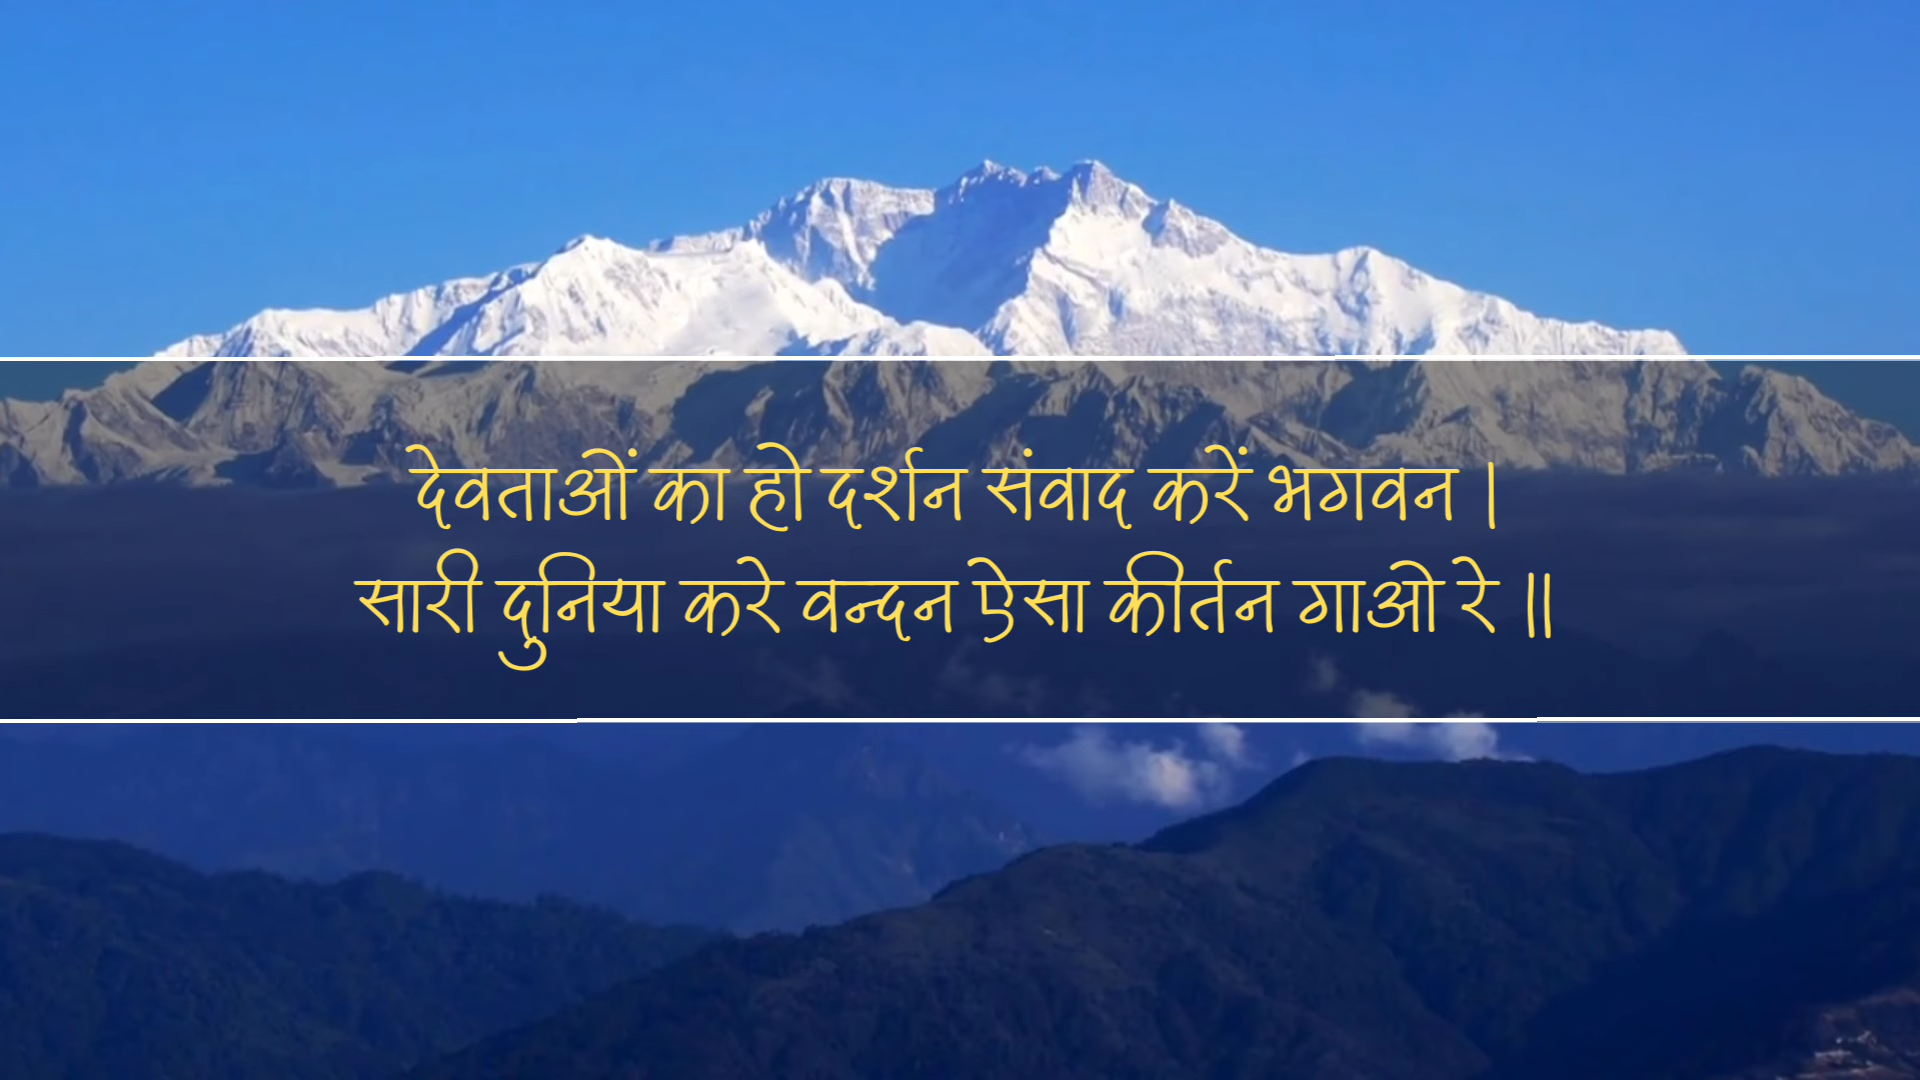 देवताओं का हो दर्शन संवाद करें भगवन |
सारी दुनिया करे वन्दन ऐसा कीर्तन गाओ रे ||